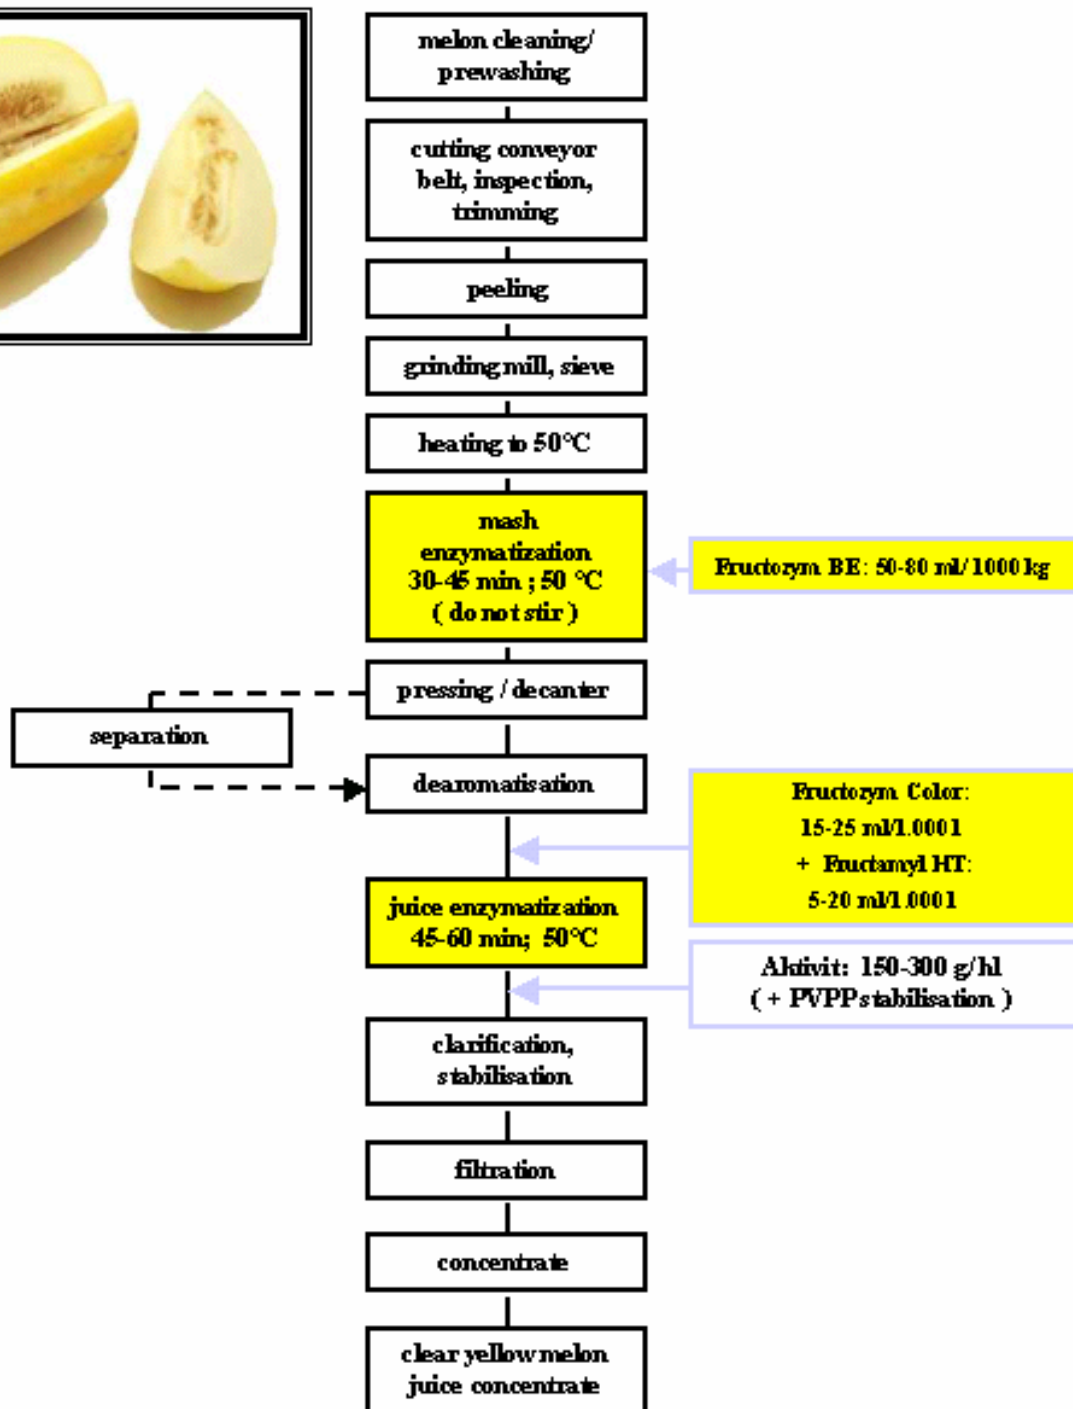 melon cleaning/
prewashing
cutting conveyor
belt, inspection,
trimming
peeling
grinding mill, sieve
heating to 50°C
mash
enzymatization
30-45 min ; 50 °C
( do not stir )
Fructozym BE: 50-80 ml/ 1000 kg
pressing / decanter
separation
dearomatisation
Fructozym Color:
15-25 ml/1.000 l
+ Fructamyl HT:
5-20 ml/1.000 l
juice enzymatization
45-60 min; 50°C
Aktivit: 150-300 g/hl
( + PVPP stabilisation )
clarification,
stabilisation
filtration
concentrate
clear yellow melon
juice concentrate